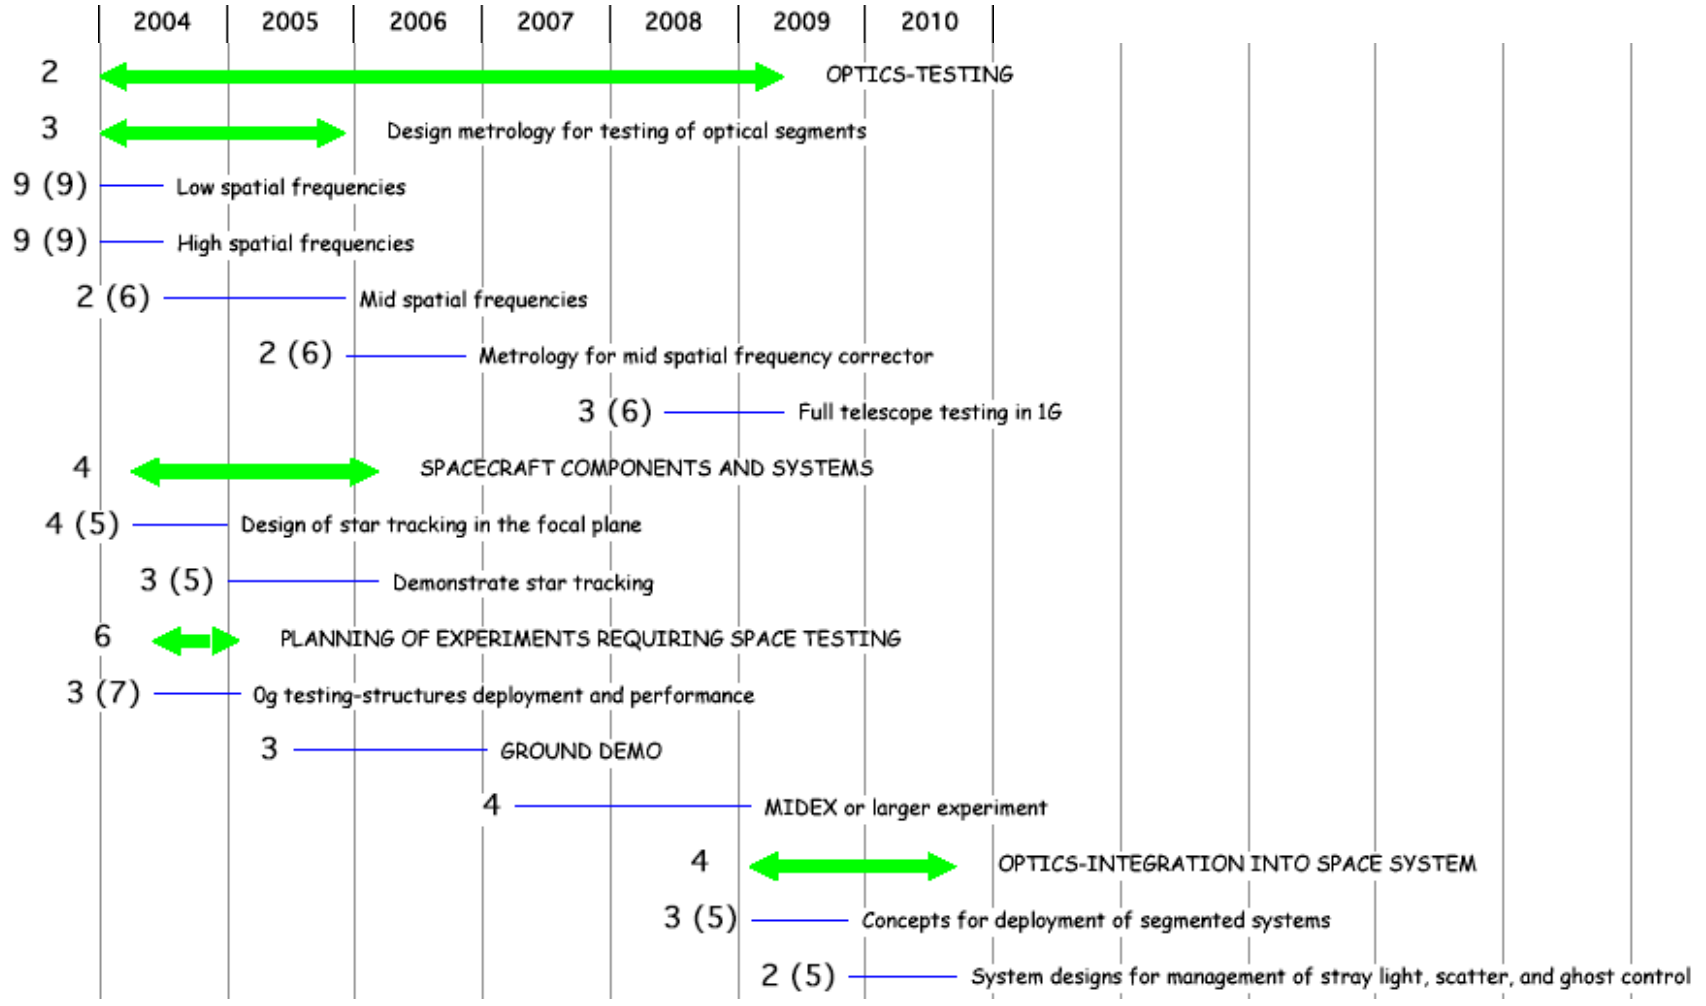 2004 2005 2006 2007 2008 2009 2010
2 OPTICS-TESTING
3 Design metrology for testing of optical segments
9 (9) Low spatial frequencies
9 (9) High spatial frequencies
2 (6) Mid spatial frequencies
2 (6) Metrology for mid spatial frequency corrector
3 (6) Full telescope testing in 1G
4 SPACECRAFT COMPONENTS AND SYSTEMS
4 (5) Design of star tracking in the focal plane
3 (5) Demonstrate star tracking
6 PLANNING OF EXPERIMENTS REQUIRING SPACE TESTING
3 (7) 0g testing-structures deployment and performance
3 GROUND DEMO
4 MIDEX or larger experiment
4 OPTICS-INTEGRATION INTO SPACE SYSTEM
3 (5) Concepts for deployment of segmented systems
2 (5) System designs for management of stray light, scatter, and ghost control